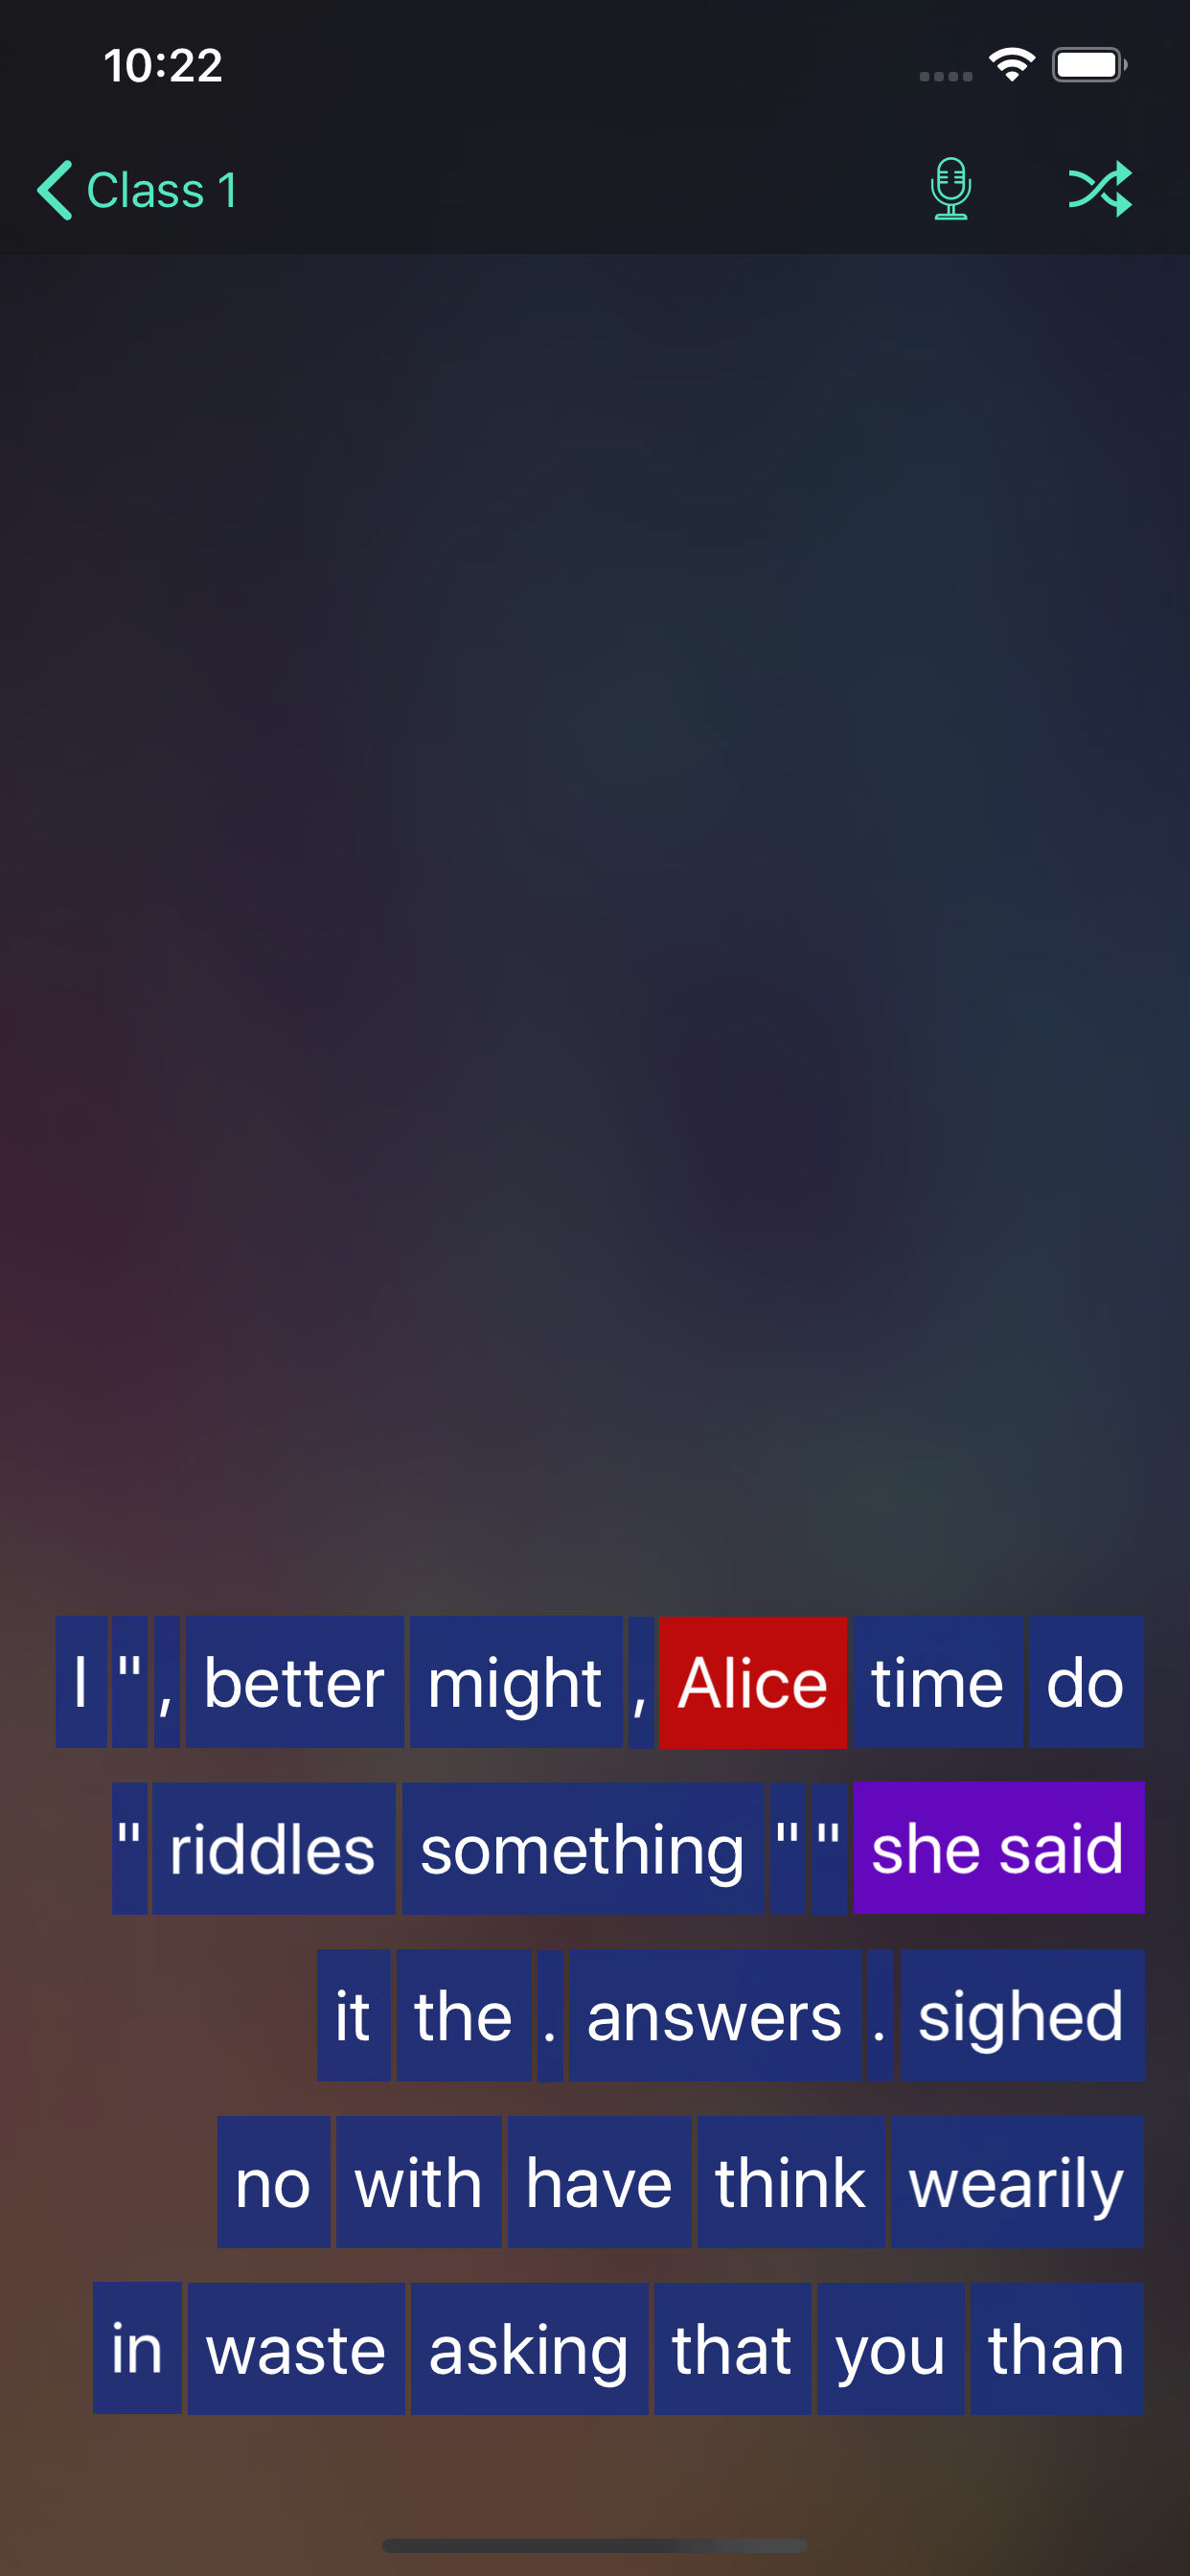 10:22
Class 1
I " , better might , Alice time do
" riddles something " " she said
it the . answers . sighed
no with have think wearily
in waste asking that you than